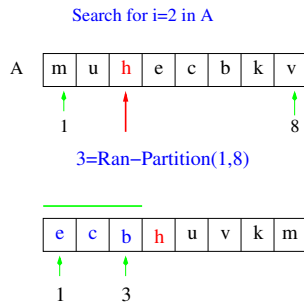 Search for i=2 in A
A m u h e c b k v
1 8
3=Ran-Partition(1,8)
e c b h u v k m
1 3